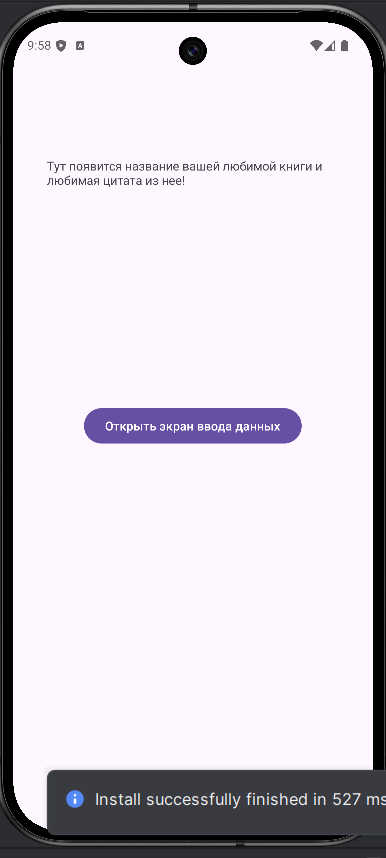 9:58
Тут появится название вашей любимой книги и
любимая цитата из нее!
Открыть экран ввода данных
Install successfully finished in 527 ms